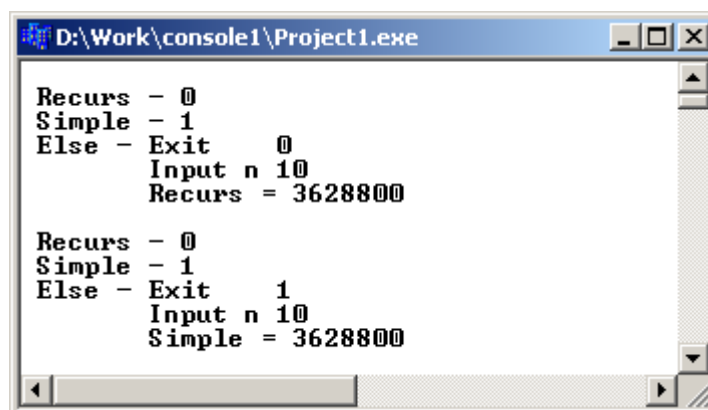 D:\Work\console1\Project1.exe
Recurs - 0
Simple - 1
Else - Exit 0
Input n 10
Recurs = 3628800
Recurs - 0
Simple - 1
Else - Exit 1
Input n 10
Simple = 3628800